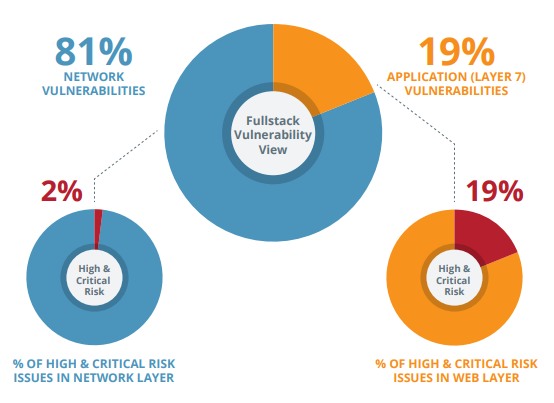 81%
NETWORK
VULNERABILITIES
19%
APPLICATION (LAYER 7)
VULNERABILITIES
Fullstack
Vulnerability
View
2%
High &
Critical
Risk
% OF HIGH & CRITICAL RISK
ISSUES IN NETWORK LAYER
19%
High &
Critical
Risk
% OF HIGH & CRITICAL RISK
ISSUES IN WEB LAYER